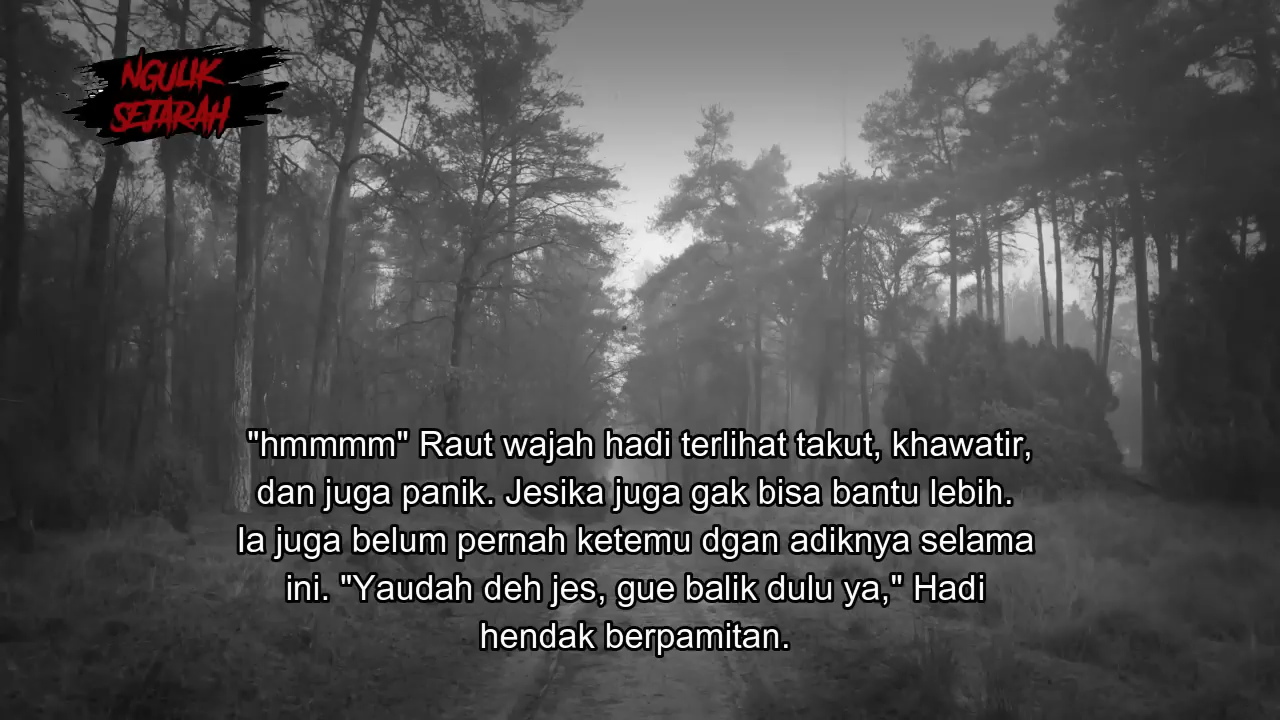 NGULIK
SEJARAH
"hmmmm" Raut wajah hadi terlihat takut, khawatir,
dan juga panik. Jesika juga gak bisa bantu lebih.
Ia juga belum pernah ketemu dgan adiknya selama
ini. "Yaudah deh jes, gue balik dulu ya," Hadi
hendak berpamitan.